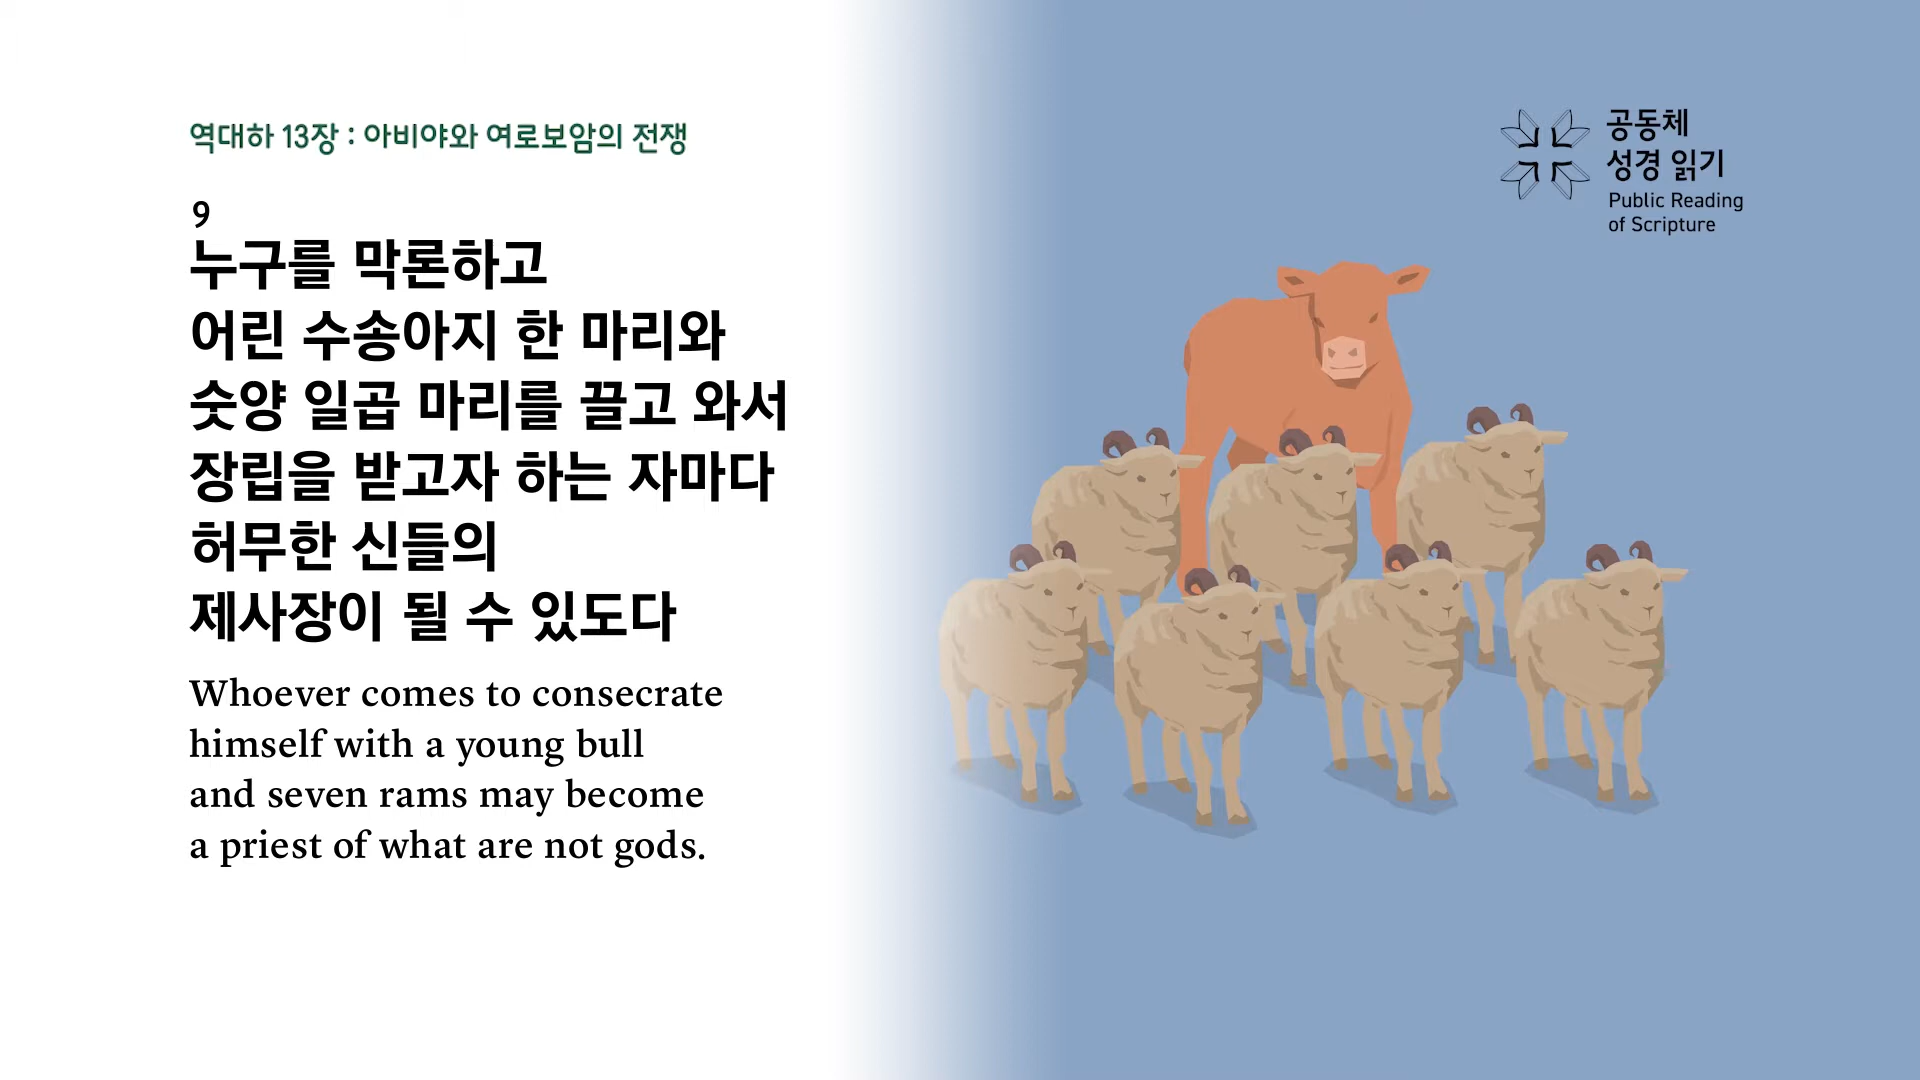 역대하 13장 : 아비야와 여로보암의 전쟁
9
누구를 막론하고
어린 수송아지 한 마리와
숫양 일곱 마리를 끌고 와서
장립을 받고자 하는 자마다
허무한 신들의
제사장이 될 수 있도다
Whoever comes to consecrate
himself with a young bull
and seven rams may become
a priest of what are not gods.
공동체
성경 읽기
Public Reading
of Scripture